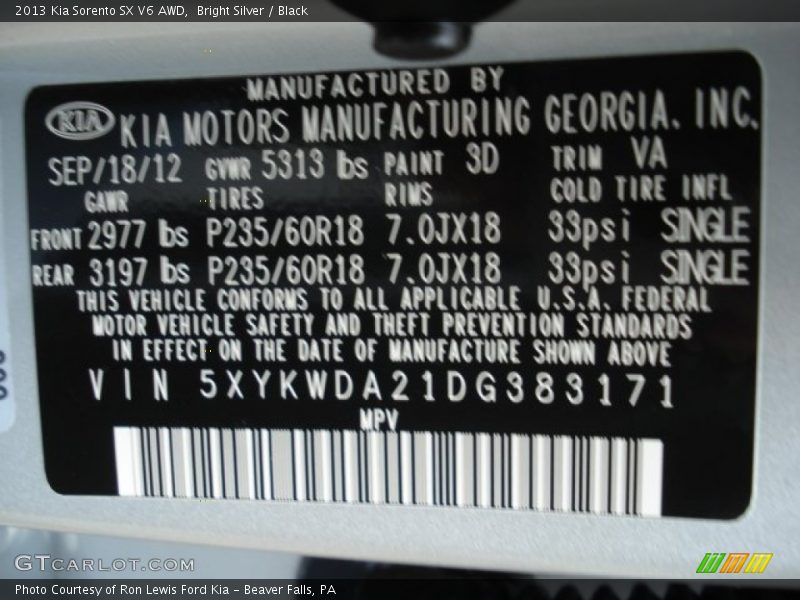 2013 Kia Sorento SX V6 AWD, Bright Silver / Black
MANUFACTURED BY
KIA KIA MOTORS MANUFACTURING GEORGIA. INC.
SEP/18/12 GVWR 5313 lbs PAINT 3D TRIM VA
GAWR TIRES RIMS COLD TIRE INFL
FRONT 2977 lbs P235/60R18 7.0JX18 33psi SINGLE
REAR 3197 lbs P235/60R18 7.0JX18 33psi SINGLE
THIS VEHICLE CONFORMS TO ALL APPLICABLE U.S.A. FEDERAL
MOTOR VEHICLE SAFETY AND THEFT PREVENTION STANDARDS
IN EFFECT ON THE DATE OF MANUFACTURE SHOWN ABOVE
VIN 5XYKWDA21DG383171
MPV
GTCARLOT.COM
Photo Courtesy of Ron Lewis Ford Kia - Beaver Falls, PA